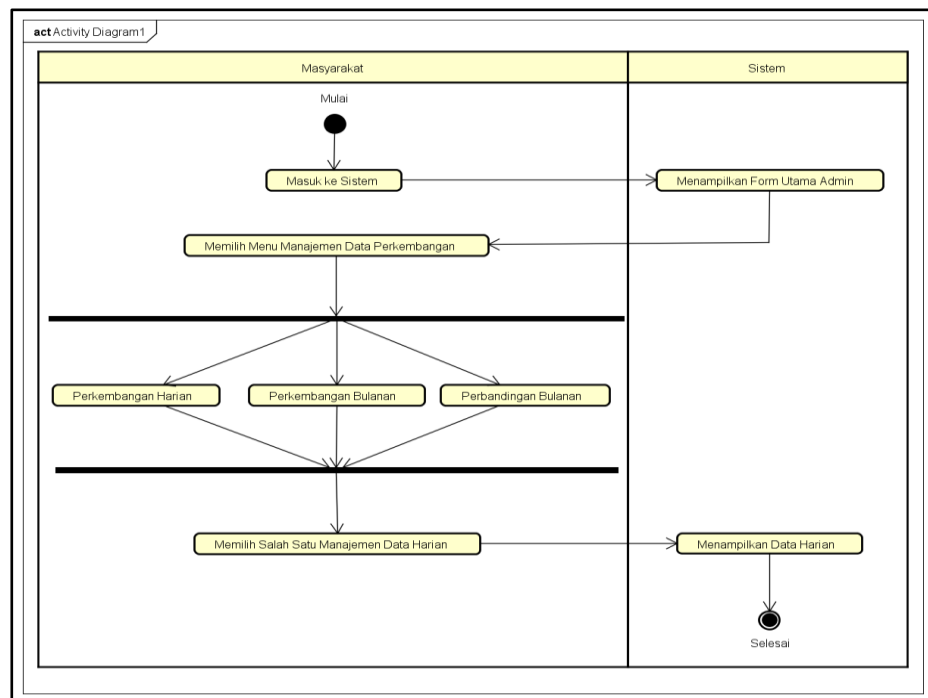 act Activity Diagram1
Masyarakat
Sistem
Mulai
Masuk ke Sistem
Menampilkan Form Utama Admin
Memilih Menu Manajemen Data Perkembangan
Perkembangan Harian
Perkembangan Bulanan
Perbandingan Bulanan
Memilih Salah Satu Manajemen Data Harian
Menampilkan Data Harian
Selesai